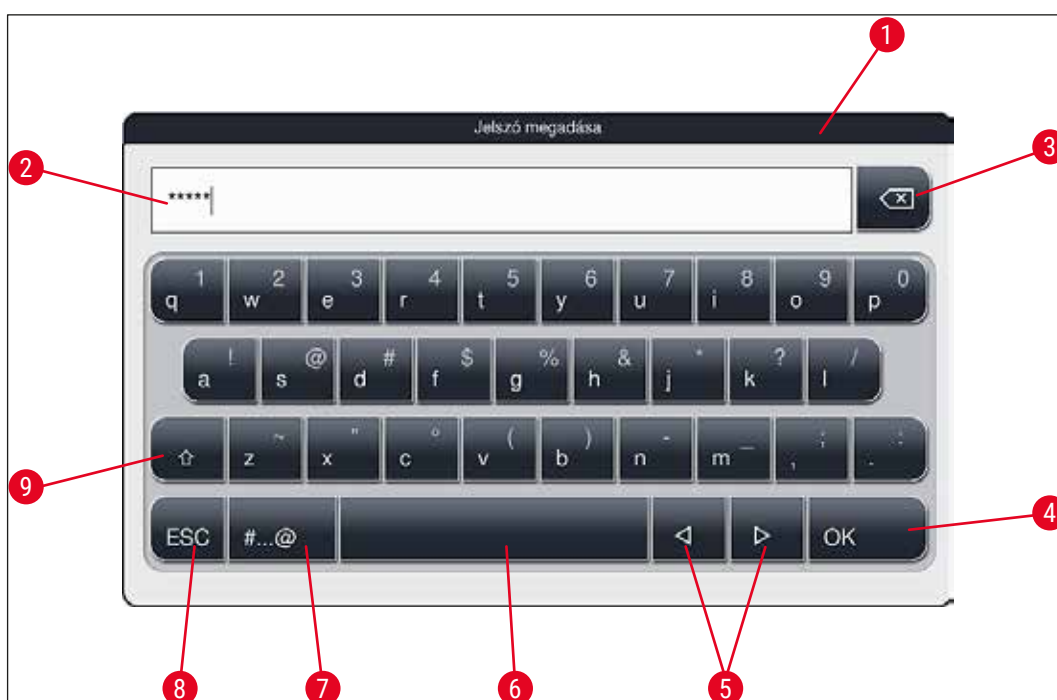 1
Jelszó megadása
2
*****
3
1 2 3 4 5 6 7 8 9 0
q w e r t y u i o p
! @ # $ % & * ? /
a s d f g h j k l
~ " ° ( ) - _ ; :
z x c v b n m , .
9
ESC #...@ OK
4
8 7 6 5